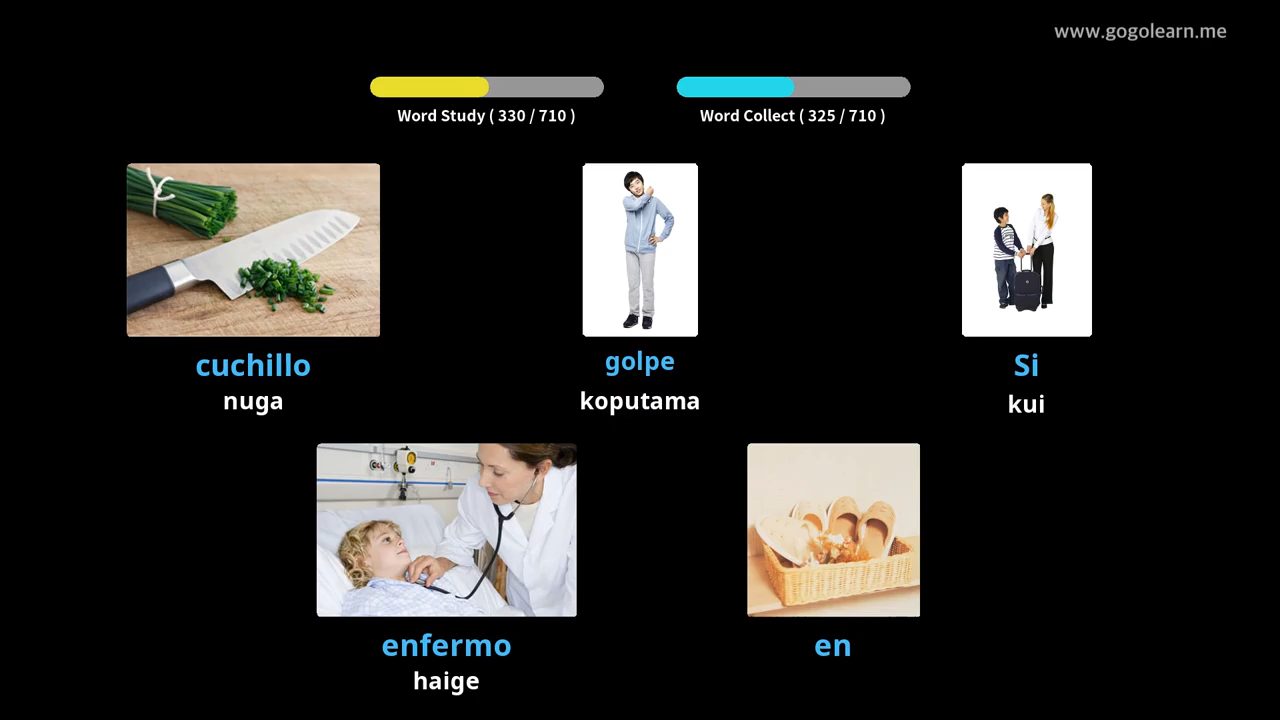 www.gogolearn.me
Word Study ( 330 / 710 )
Word Collect ( 325 / 710 )
cuchillo
nuga
golpe
koputama
Si
kui
enfermo
haige
en